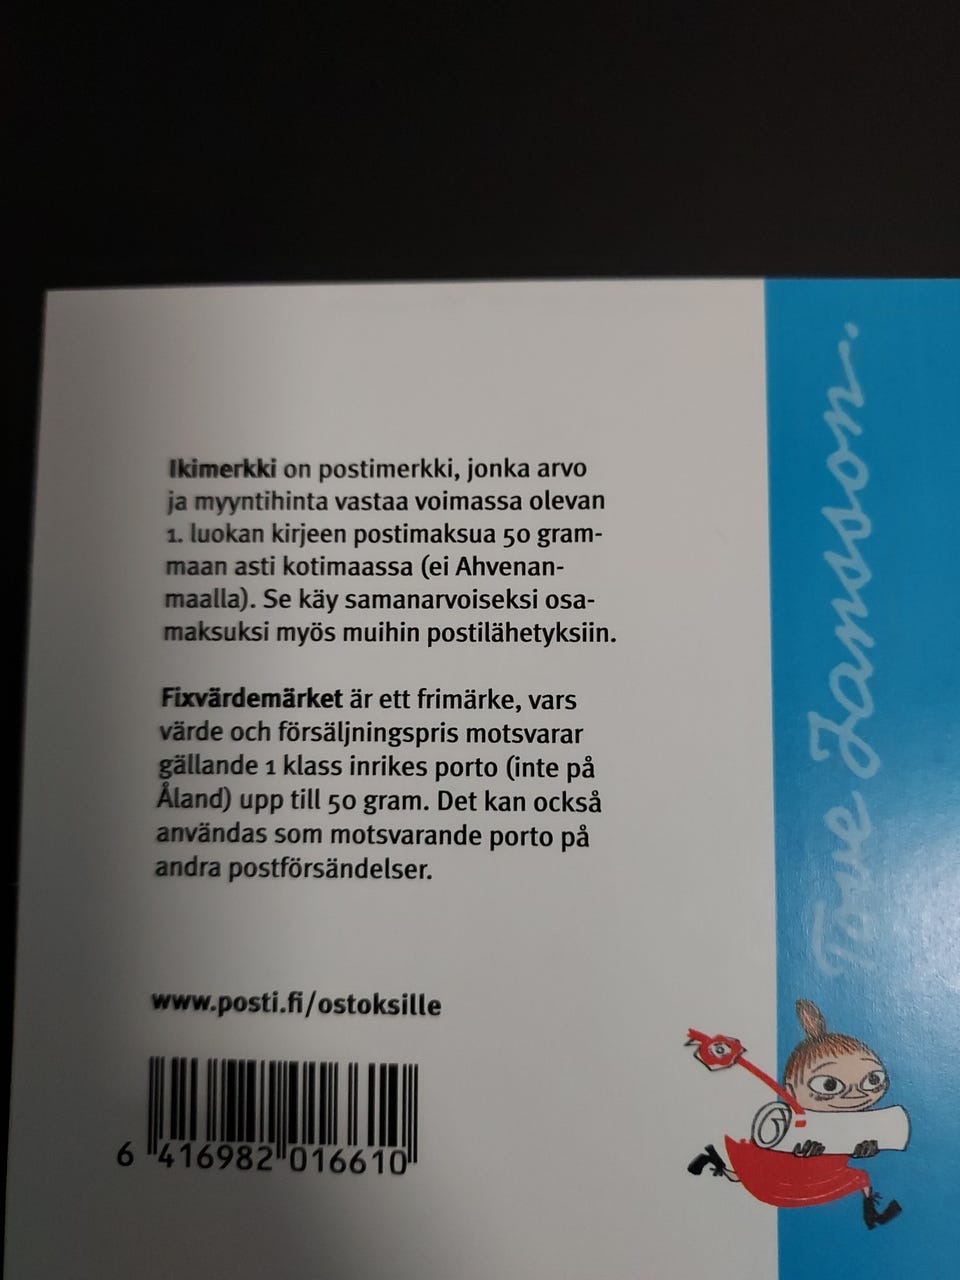 Ikimerkki on postimerkki, jonka arvo
ja myyntihinta vastaa voimassa olevan
1. luokan kirjeen postimaksua 50 gram-
maan asti kotimaassa (ei Ahvenan-
maalla). Se käy samanarvoiseksi osa-
maksuksi myös muihin postilähetyksiin.
Fixvärdemärket är ett frimärke, vars
värde och försäljningspris motsvarar
gällande 1 klass inrikes porto (inte på
Åland) upp till 50 gram. Det kan också
användas som motsvarande porto på
andra postförsändelser.
www.posti.fi/ostoksille
6 416982 016610
Tove Jansson.